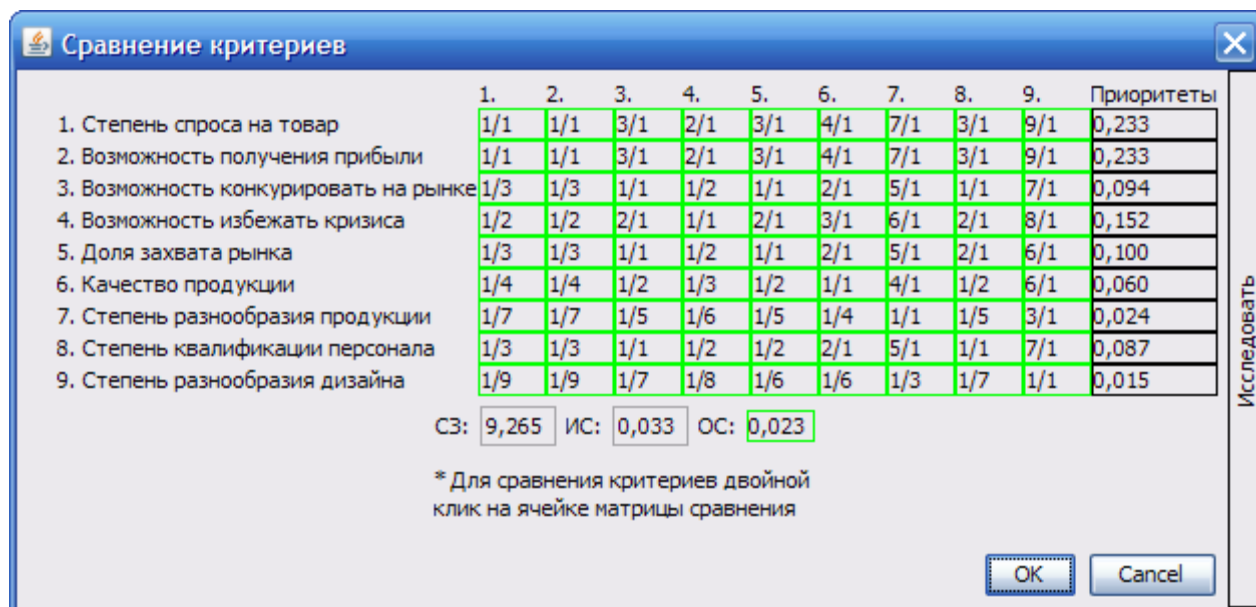 Сравнение критериев
1. 2. 3. 4. 5. 6. 7. 8. 9. Приоритеты
1. Степень спроса на товар 1/1 1/1 3/1 2/1 3/1 4/1 7/1 3/1 9/1 0,233
2. Возможность получения прибыли 1/1 1/1 3/1 2/1 3/1 4/1 7/1 3/1 9/1 0,233
3. Возможность конкурировать на рынке 1/3 1/3 1/1 1/2 1/1 2/1 5/1 1/1 7/1 0,094
4. Возможность избежать кризиса 1/2 1/2 2/1 1/1 2/1 3/1 6/1 2/1 8/1 0,152
5. Доля захвата рынка 1/3 1/3 1/1 1/2 1/1 2/1 5/1 2/1 6/1 0,100
6. Качество продукции 1/4 1/4 1/2 1/3 1/2 1/1 4/1 1/2 6/1 0,060
7. Степень разнообразия продукции 1/7 1/7 1/5 1/6 1/5 1/4 1/1 1/5 3/1 0,024
8. Степень квалификации персонала 1/3 1/3 1/1 1/2 1/2 2/1 5/1 1/1 7/1 0,087
9. Степень разнообразия дизайна 1/9 1/9 1/7 1/8 1/6 1/6 1/3 1/7 1/1 0,015
СЗ: 9,265 ИС: 0,033 ОС: 0,023
* Для сравнения критериев двойной
клик на ячейке матрицы сравнения
OK Cancel
Исследовать